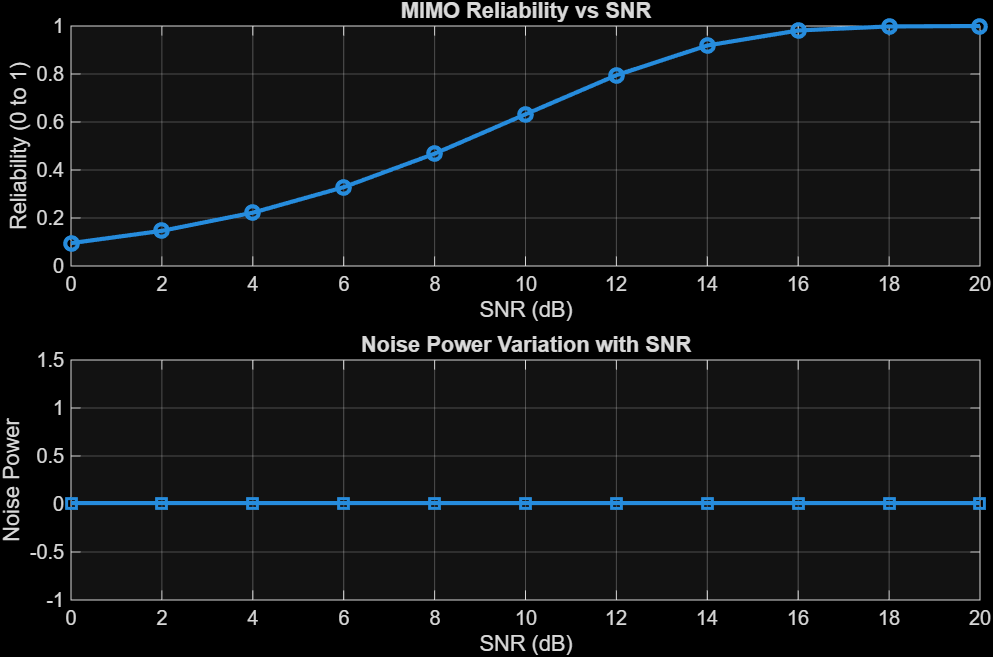 MIMO Reliability vs SNR
Reliability (0 to 1)
1
0.8
0.6
0.4
0.2
0
0 2 4 6 8 10 12 14 16 18 20
SNR (dB)
Noise Power Variation with SNR
Noise Power
1.5
1
0.5
0
-0.5
-1
0 2 4 6 8 10 12 14 16 18 20
SNR (dB)